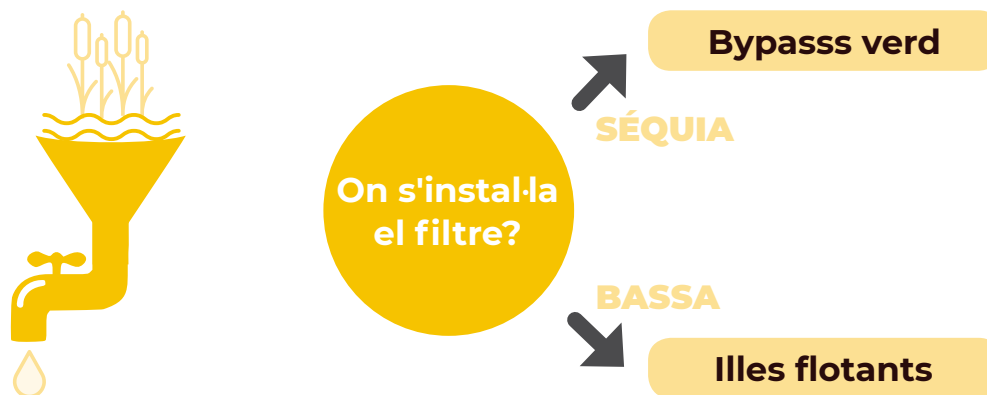 Bypasss verd
SÉQUIA
On s'instal·la
el filtre?
BASSA
Illes flotants